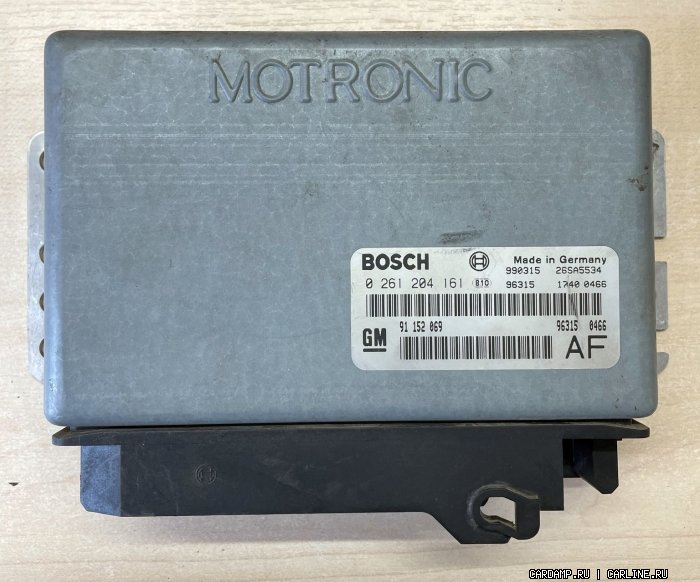 MOTRONIC
BOSCH Made in Germany
990315 26SA5534
0 261 204 161 810 96315 1740 0466
91 152 069 96315 0466
GM AF
CARDAMP.RU | CARLINE.RU